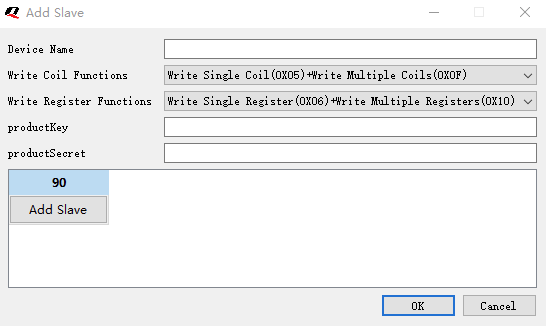 Add Slave
Device Name
Write Coil Functions Write Single Coil(0X05)+Write Multiple Coils(0X0F)
Write Register Functions Write Single Register(0X06)+Write Multiple Registers(0X10)
productKey
productSecret
90
Add Slave
OK Cancel